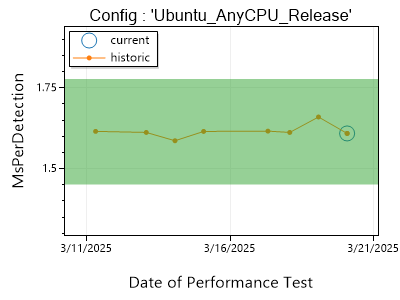 Config : 'Ubuntu_AnyCPU_Release'
current
historic
MsPerDetection
1.75
1.5
3/11/2025
3/16/2025
3/21/2025
Date of Performance Test